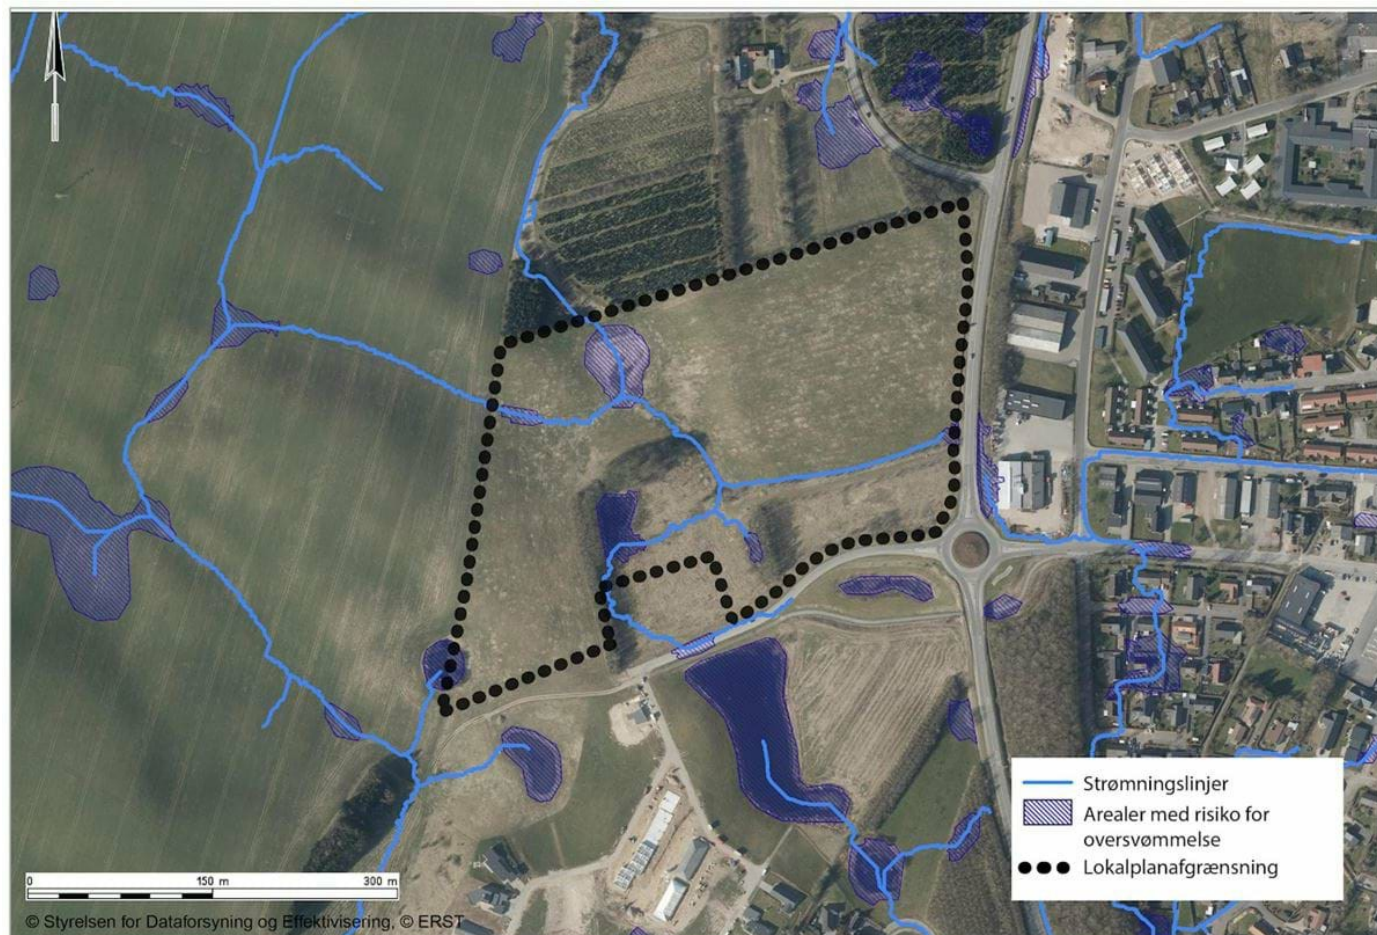 Strømningslinjer
Arealer med risiko for
oversvømmelse
Lokalplanafgrænsning
0 150 m 300 m
© Styrelsen for Dataforsyning og Effektivisering, © ERST